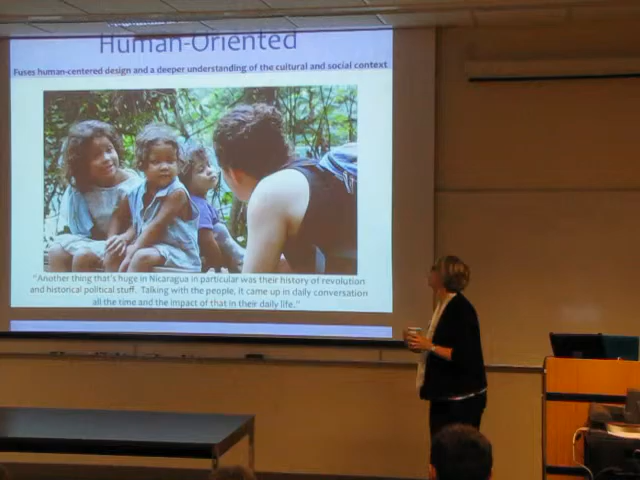 Human-Oriented
Fuses human-centered design and a deeper understanding of the cultural and social context
"Another thing that's huge in Nicaragua in particular was their history of revolution
and historical political stuff. Talking with the people, it came up in daily conversation
all the time and the impact of that in their daily life."